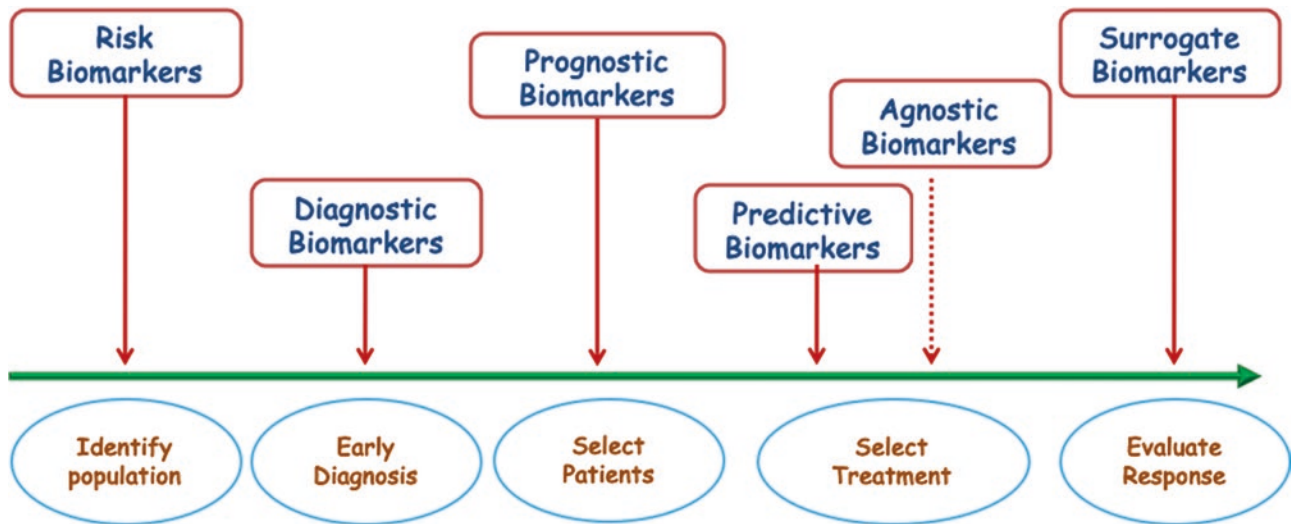 Risk
Biomarkers
Diagnostic
Biomarkers
Prognostic
Biomarkers
Predictive
Biomarkers
Agnostic
Biomarkers
Surrogate
Biomarkers
Identify
population
Early
Diagnosis
Select
Patients
Select
Treatment
Evaluate
Response